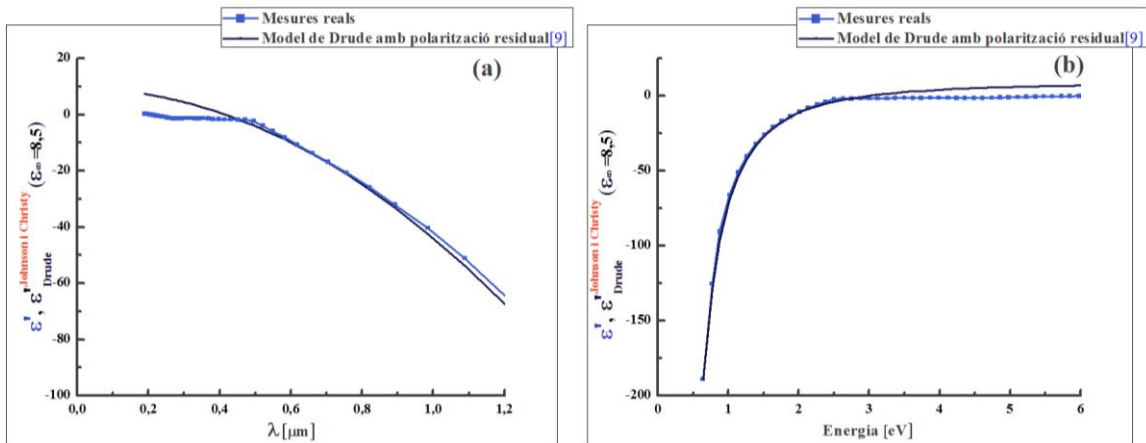 Mesures reals
Model de Drude amb polarització residual[9]
(a)
20
0
-20
-40
-60
-80
-100
0,0
0,2
0,4
0,6
0,8
1,0
1,2
λ [µm]
ε', ε'Drude Johnson i Christy (ε∞=8,5)
Mesures reals
Model de Drude amb polarització residual[9]
(b)
0
-50
-100
-150
-200
0
1
2
3
4
5
6
Energia [eV]
ε', ε'Drude Johnson i Christy (ε∞=8,5)